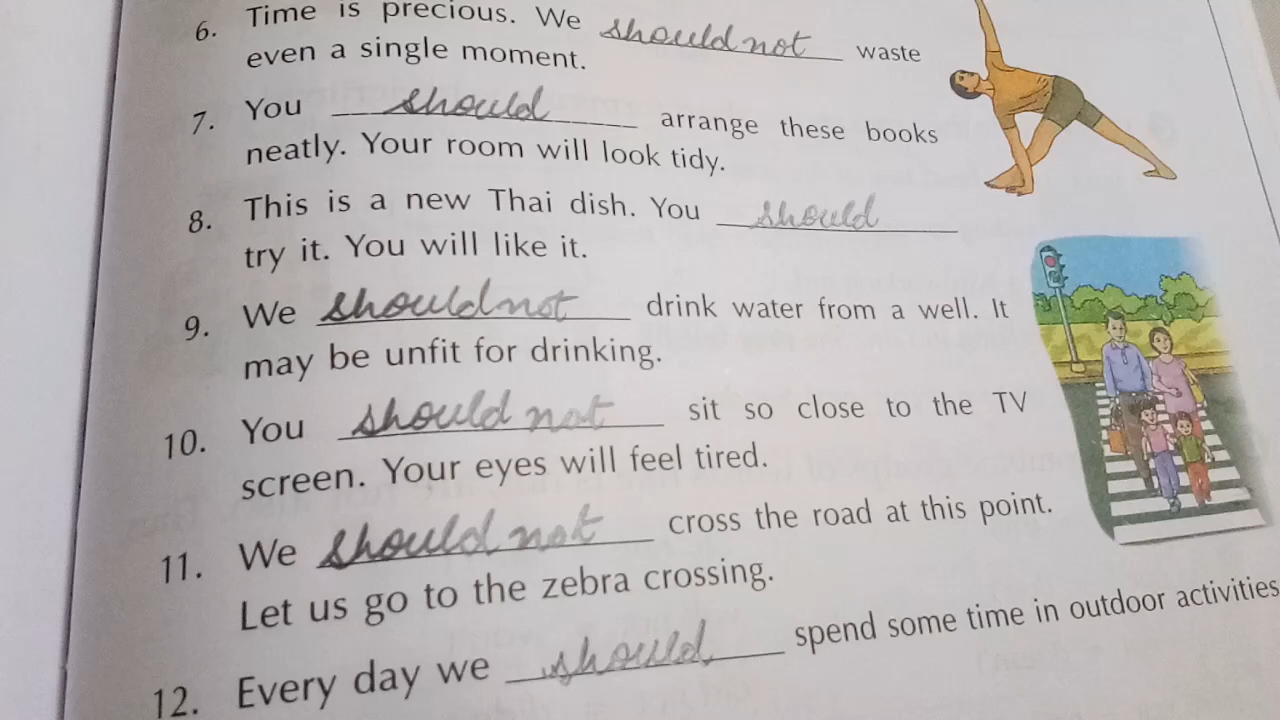 6. Time is precious. We should not waste
even a single moment.
7. You should arrange these books
neatly. Your room will look tidy.
8. This is a new Thai dish. You should
try it. You will like it.
9. We should not drink water from a well. It
may be unfit for drinking.
10. You should not sit so close to the TV
screen. Your eyes will feel tired.
11. We should not cross the road at this point.
Let us go to the zebra crossing.
12. Every day we should spend some time in outdoor activities